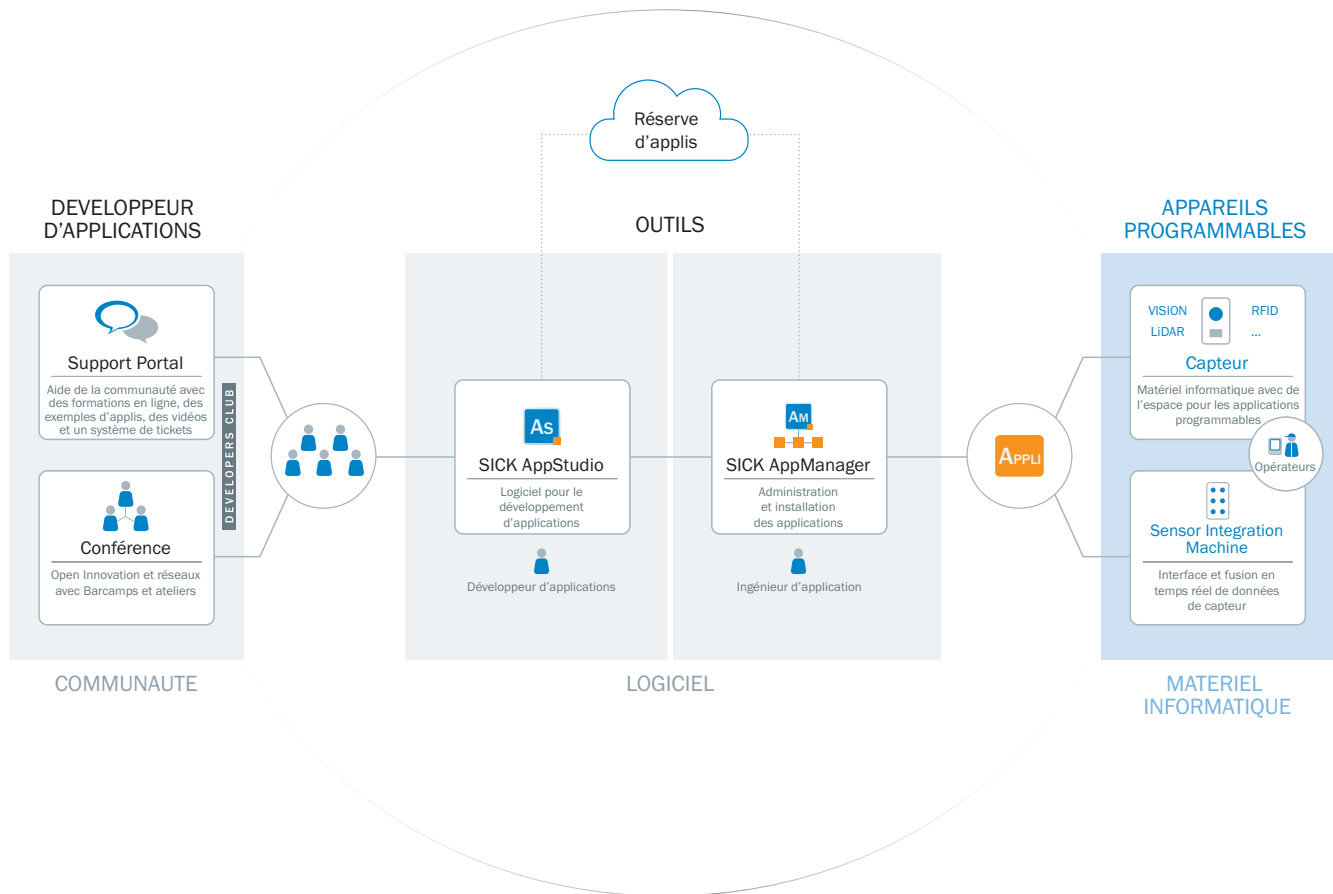 Réserve
d'applis
DEVELOPPEUR
D'APPLICATIONS
OUTILS
APPAREILS
PROGRAMMABLES
Support Portal
Aide de la communauté avec
des formations en ligne, des
exemples d'applis, des vidéos
et un système de tickets
DEVELOPERS CLUB
Conférence
Open Innovation et réseaux
avec Barcamps et ateliers
AS
SICK AppStudio
Logiciel pour le
développement
d'applications
Développeur d'applications
AM
SICK AppManager
Administration
et installation
des applications
Ingénieur d'application
APPLI
VISION
RFID
LiDAR
...
Capteur
Matériel informatique avec de
l'espace pour les applications
programmables
Opérateurs
Sensor Integration
Machine
Interface et fusion en
temps réel de données
de capteur
COMMUNAUTE
LOGICIEL
MATERIEL
INFORMATIQUE